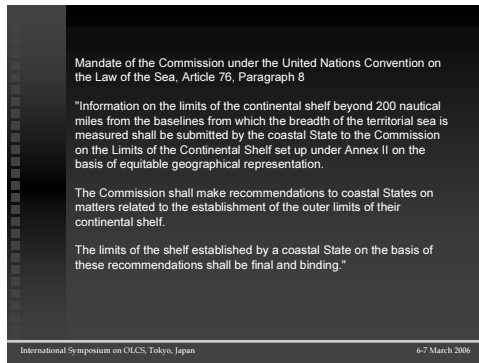 Mandate of the Commission under the United Nations Convention on
the Law of the Sea, Article 76, Paragraph 8
"Information on the limits of the continental shelf beyond 200 nautical
miles from the baselines from which the breadth of the territorial sea is
measured shall be submitted by the coastal State to the Commission
on the Limits of the Continental Shelf set up under Annex II on the
basis of equitable geographical representation.
The Commission shall make recommendations to coastal States on
matters related to the establishment of the outer limits of their
continental shelf.
The limits of the shelf established by a coastal State on the basis of
these recommendations shall be final and binding."
International Symposium on OLCS, Tokyo, Japan
6-7 March 2006